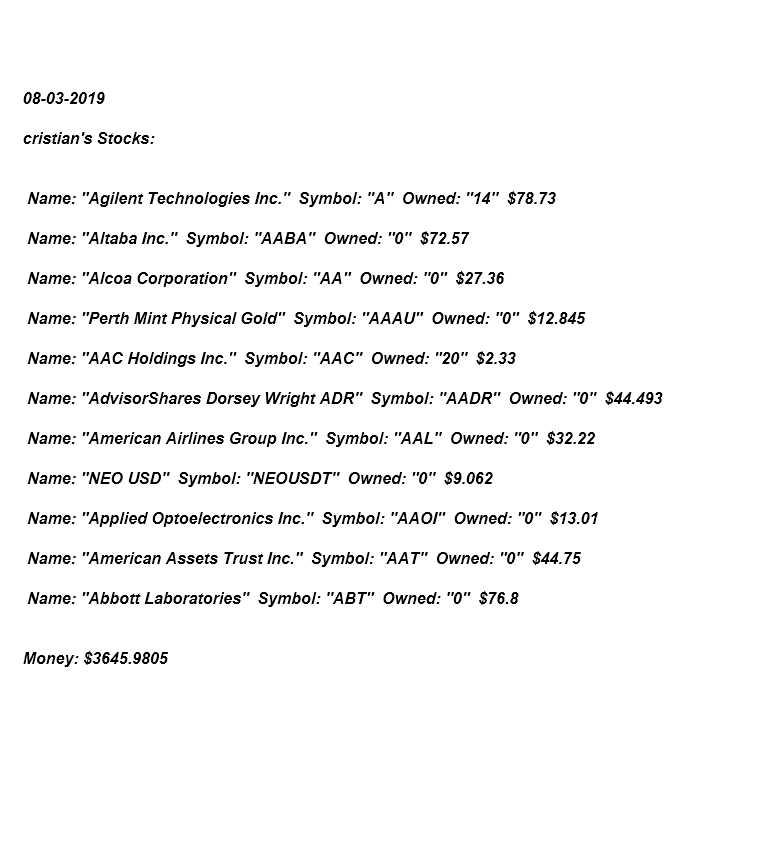 08-03-2019
cristian's Stocks:
Name: "Agilent Technologies Inc." Symbol: "A" Owned: "14" $78.73
Name: "Altaba Inc." Symbol: "AABA" Owned: "0" $72.57
Name: "Alcoa Corporation" Symbol: "AA" Owned: "0" $27.36
Name: "Perth Mint Physical Gold" Symbol: "AAAU" Owned: "0" $12.845
Name: "AAC Holdings Inc." Symbol: "AAC" Owned: "20" $2.33
Name: "AdvisorShares Dorsey Wright ADR" Symbol: "AADR" Owned: "0" $44.493
Name: "American Airlines Group Inc." Symbol: "AAL" Owned: "0" $32.22
Name: "NEO USD" Symbol: "NEOUSDT" Owned: "0" $9.062
Name: "Applied Optoelectronics Inc." Symbol: "AAOI" Owned: "0" $13.01
Name: "American Assets Trust Inc." Symbol: "AAT" Owned: "0" $44.75
Name: "Abbott Laboratories" Symbol: "ABT" Owned: "0" $76.8
Money: $3645.9805